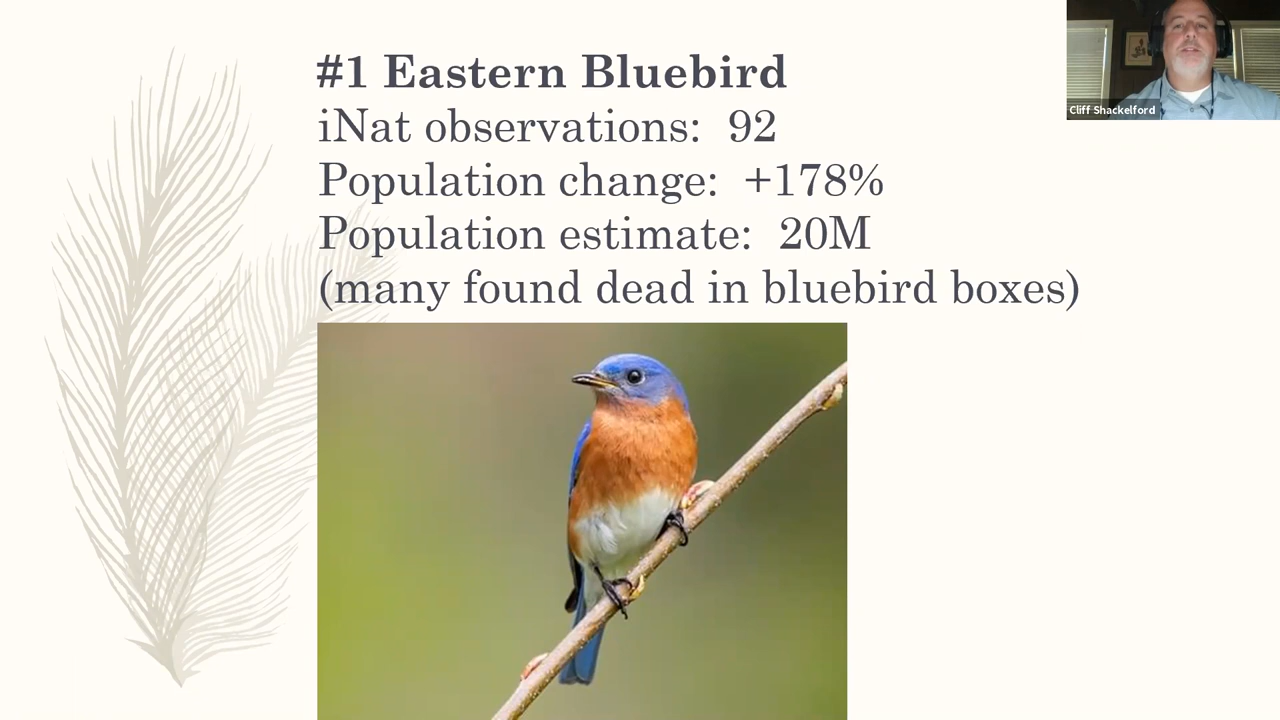 #1 Eastern Bluebird
iNat observations: 92
Population change: +178%
Population estimate: 20M
(many found dead in bluebird boxes)
Cliff Shackelford